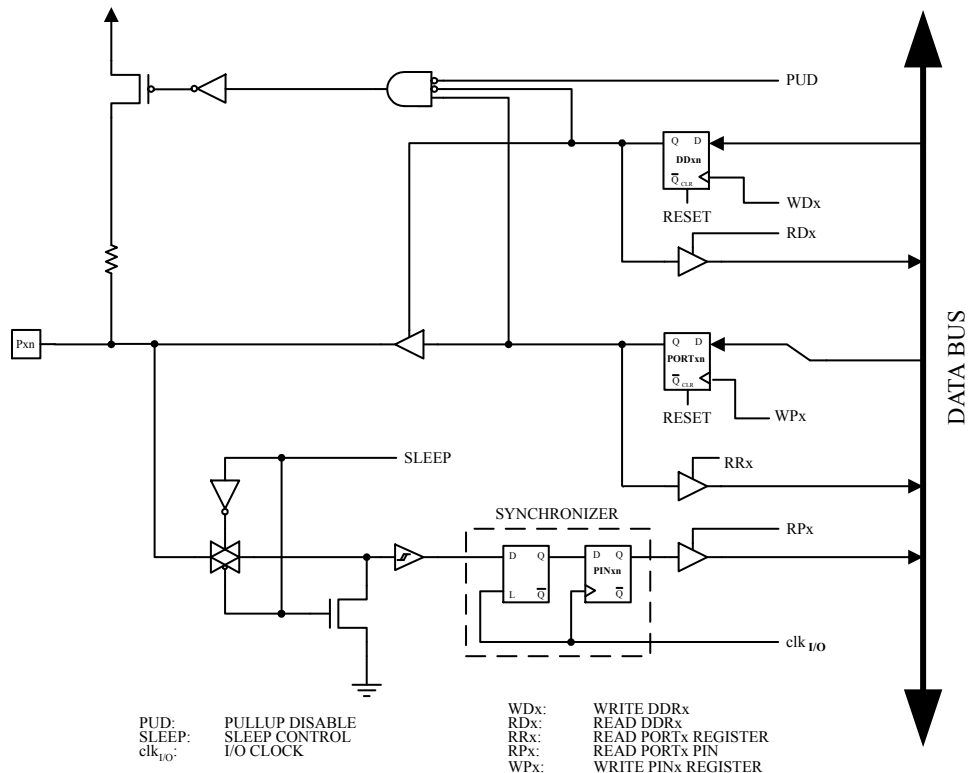 PUD
Q D
DDxn
Q CLR
WDx
RESET
RDx
Pxn
Q D
PORTxn
Q CLR
RESET
WPx
SLEEP
RRx
SYNCHRONIZER
RPx
D Q
L Q
D Q
PINxn
Q
clk I/O
DATA BUS
PUD: PULLUP DISABLE
SLEEP: SLEEP CONTROL
clkI/O: I/O CLOCK
WDx: WRITE DDRx
RDx: READ DDRx
RRx: READ PORTx REGISTER
RPx: READ PORTx PIN
WPx: WRITE PINx REGISTER